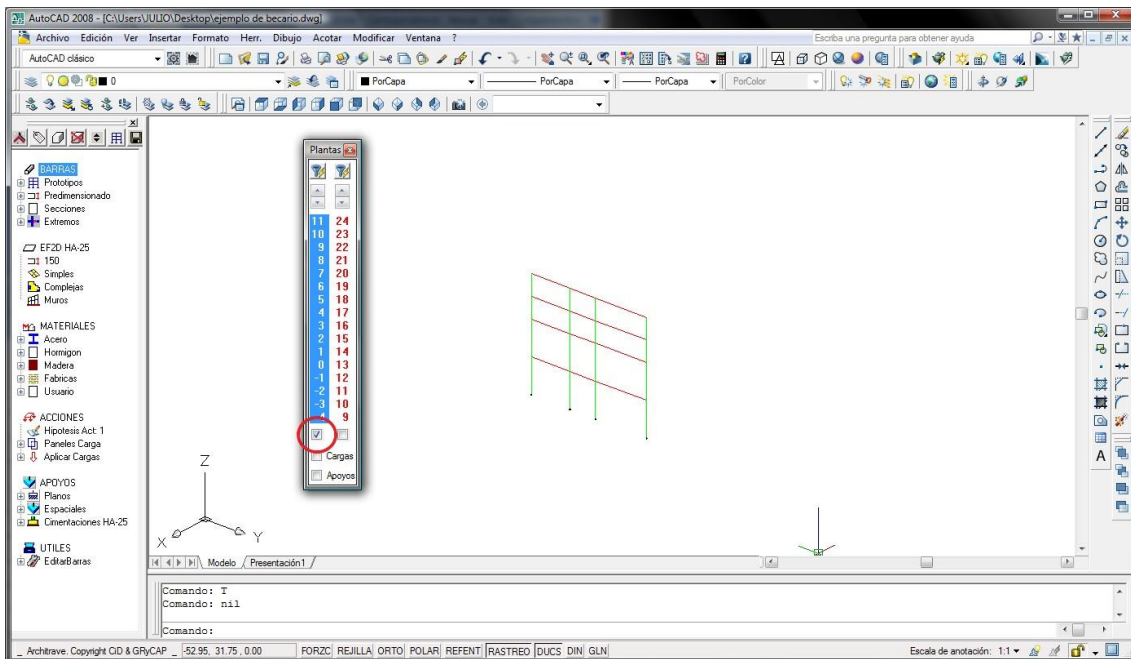 AutoCAD 2008 - [C:\Users\JULIO\Desktop\ejemplo de becario.dwg]
Archivo Edición Ver Insertar Formato Herr. Dibujo Acotar Modificar Ventana ?
Escriba una pregunta para obtener ayuda
AutoCAD clásico
0
PorCapa
PorCapa
PorCapa
PorColor
BARRAS
Prototipos
Predimensionado
Secciones
Extremos
EF2D HA-25
150
Simples
Complejas
Muros
MATERIALES
Acero
Hormigon
Madera
Fabricas
Usuario
ACCIONES
Hipotesis Act: 1
Paneles Carga
Aplicar Cargas
APOYOS
Planos
Espaciales
Cimentaciones HA-25
UTILES
EditarBarras
Plantas
11 24
10 23
9 22
8 21
7 20
6 19
5 18
4 17
3 16
2 15
1 14
0 13
-1 12
-2 11
-3 10
-4 9
Cargas
Apoyos
Z
X
Y
Modelo
Presentación1
Comando: T
Comando: nil
Comando:
_ Architrave. Copyright CiD & GRyCAP _ -52.95, 31.75 , 0.00 FORZC REJILLA ORTO POLAR REFENT RASTREO DUCS DIN GLN Escala de anotación: 1:1